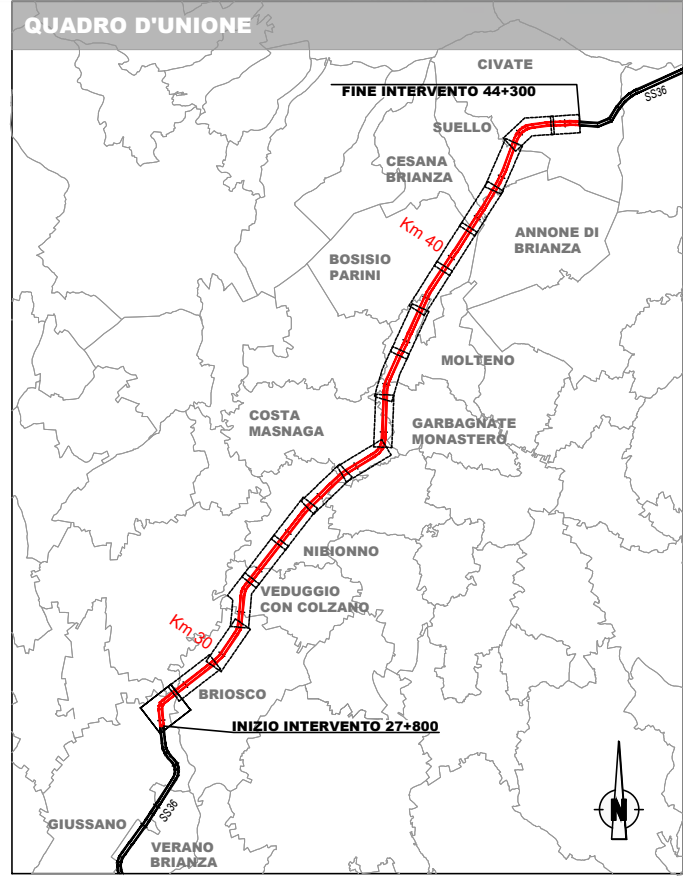 QUADRO D'UNIONE
CIVATE
FINE INTERVENTO 44+300
SS36
SUELLO
CESANA
BRIANZA
Km 40
ANNONE DI
BRIANZA
BOSISIO
PARINI
MOLTENO
COSTA
MASNAGA
GARBAGNATE
MONASTERO
NIBIONNO
VEDUGGIO
CON COLZANO
Km 30
BRIOSCO
INIZIO INTERVENTO 27+800
SS36
GIUSSANO
VERANO
BRIANZA
N